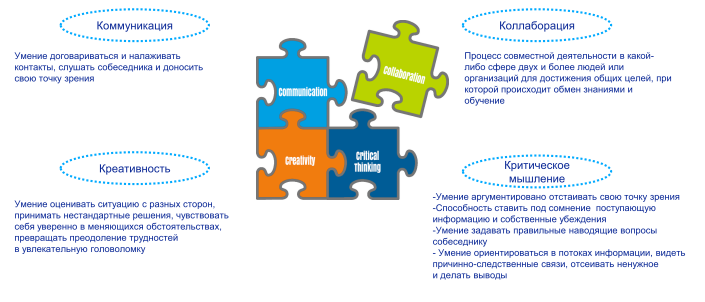 Коммуникация
Умение договариваться и налаживать
контакты, слушать собеседника и доносить
свою точку зрения
Коллаборация
Процесс совместной деятельности в какой-
либо сфере двух и более людей или
организаций для достижения общих целей, при
которой происходит обмен знаниями и
обучение
Communication
Collaboration
Creativity
Critical
Thinking
Креативность
Умение оценивать ситуацию с разных сторон,
принимать нестандартные решения, чувствовать
себя уверенно в меняющихся обстоятельствах,
превращать преодоление трудностей
в увлекательную головоломку
Критическое
мышление
-Умение аргументировано отстаивать свою точку зрения
-Способность ставить под сомнение поступающую
информацию и собственные убеждения
-Умение задавать правильные наводящие вопросы
собеседнику
- Умение ориентироваться в потоках информации, видеть
причинно-следственные связи, отсеивать ненужное
и делать выводы